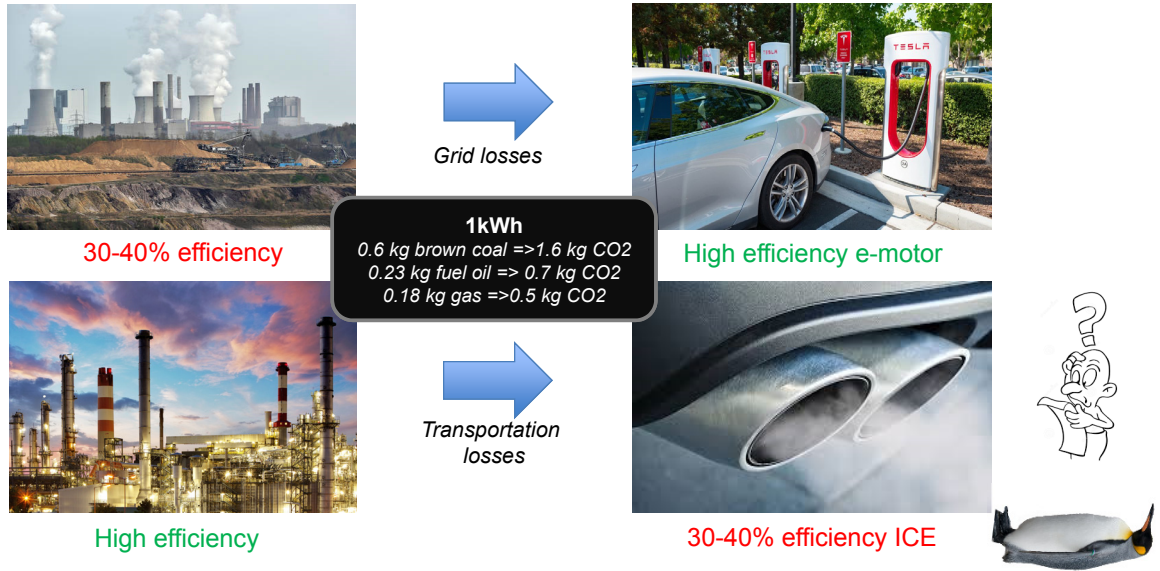 TESLA
TESLA
Grid losses
1kWh
0.6 kg brown coal =>1.6 kg CO2
0.23 kg fuel oil => 0.7 kg CO2
0.18 kg gas =>0.5 kg CO2
30-40% efficiency
High efficiency e-motor
Transportation
losses
High efficiency
30-40% efficiency ICE